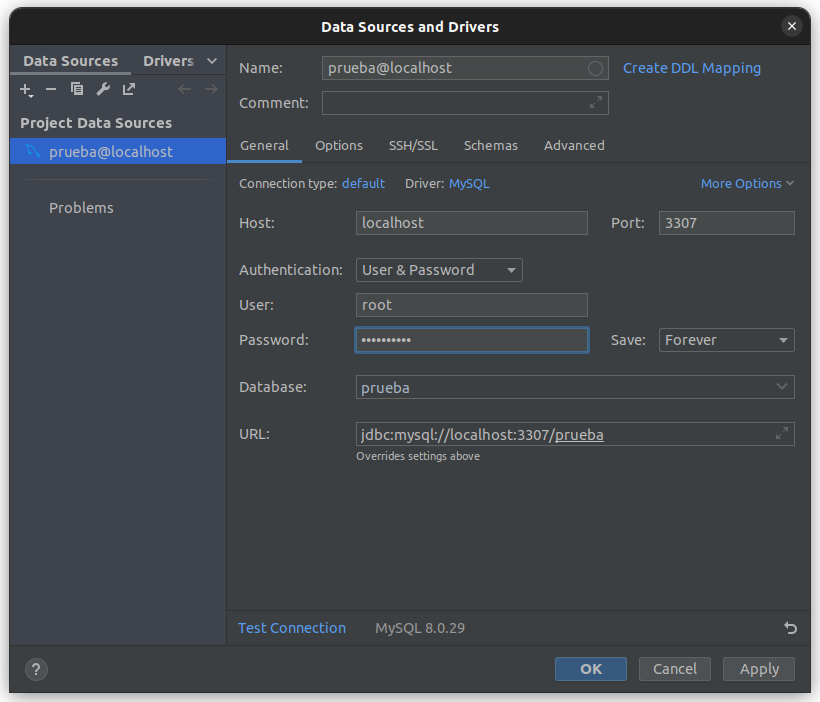 Data Sources and Drivers
Data Sources Drivers
Name: prueba@localhost Create DDL Mapping
Comment:
Project Data Sources
prueba@localhost
Problems
General Options SSH/SSL Schemas Advanced
Connection type: default Driver: MySQL More Options
Host: localhost Port: 3307
Authentication: User & Password
User: root
Password: •••••••••• Save: Forever
Database: prueba
URL: jdbc:mysql://localhost:3307/prueba
Overrides settings above
Test Connection MySQL 8.0.29
? OK Cancel Apply